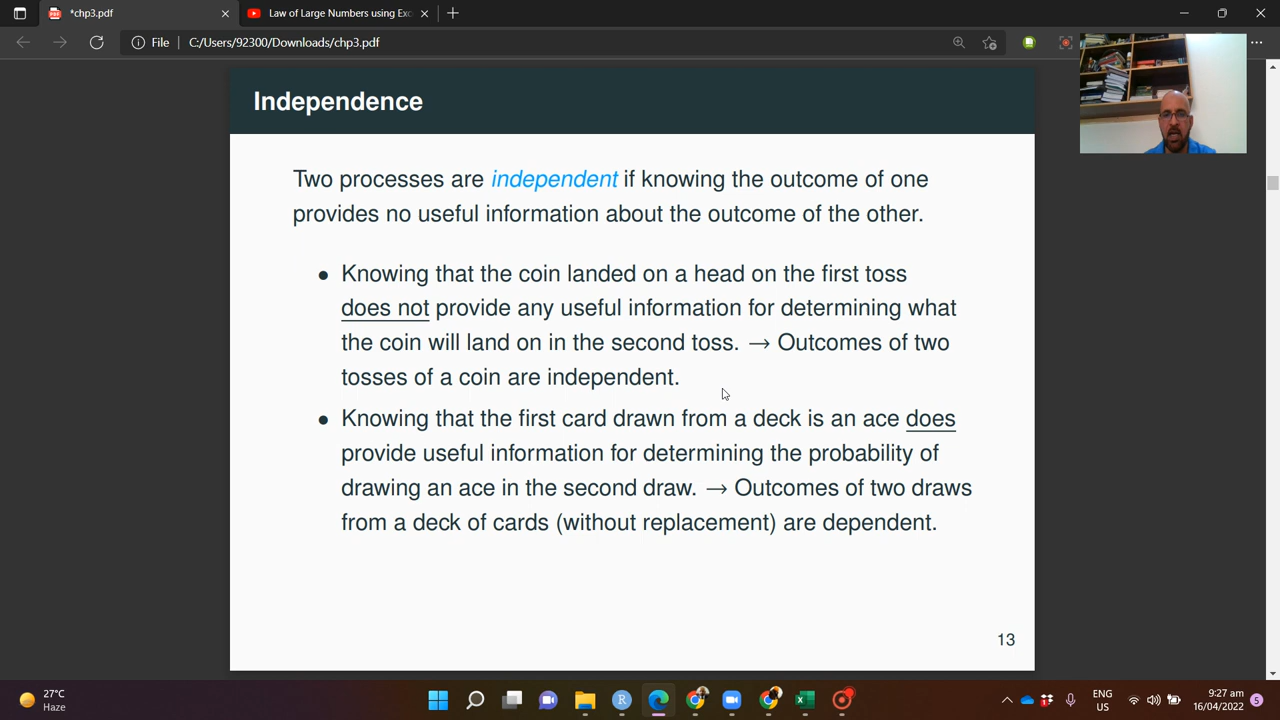 *chp3.pdf
Law of Large Numbers using Exc
File
C:/Users/92300/Downloads/chp3.pdf
Independence
Two processes are independent if knowing the outcome of one
provides no useful information about the outcome of the other.
• Knowing that the coin landed on a head on the first toss
does not provide any useful information for determining what
the coin will land on in the second toss. → Outcomes of two
tosses of a coin are independent.
• Knowing that the first card drawn from a deck is an ace does
provide useful information for determining the probability of
drawing an ace in the second draw. → Outcomes of two draws
from a deck of cards (without replacement) are dependent.
13
27°C
Haze
ENG
US
9:27 am
16/04/2022
5